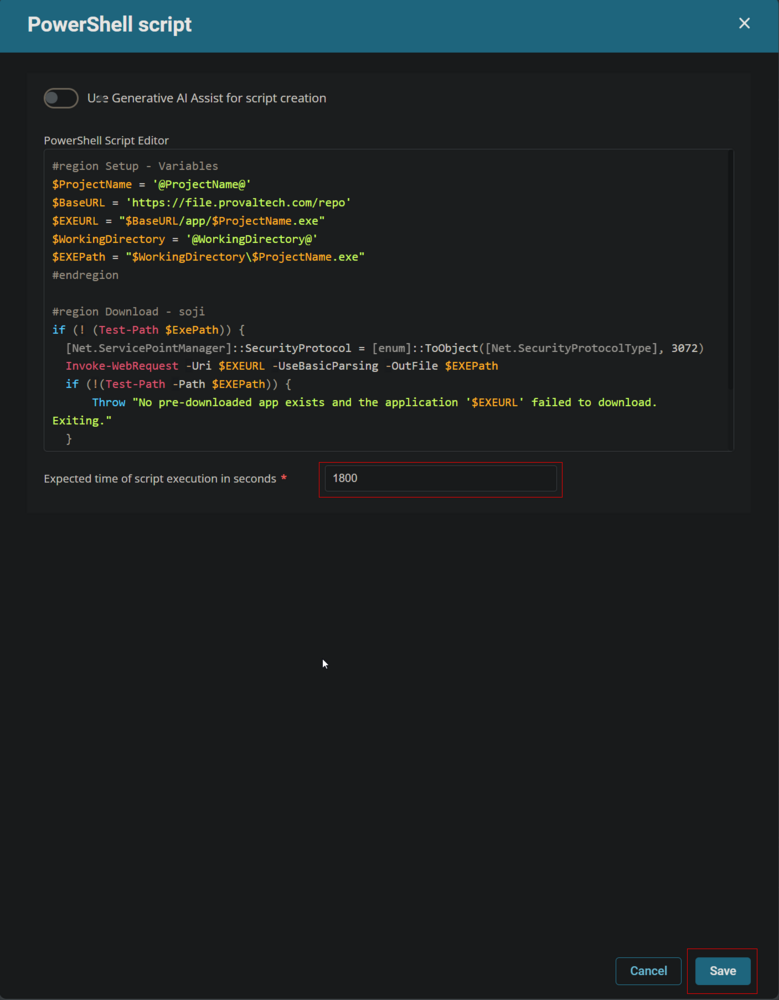 PowerShell script
Use Generative AI Assist for script creation
PowerShell Script Editor
#region Setup - Variables
$ProjectName = '@ProjectName@'
$BaseURL = 'https://file.provaltech.com/repo'
$EXEURL = "$BaseURL/app/$ProjectName.exe"
$WorkingDirectory = '@WorkingDirectory@'
$EXEPath = "$WorkingDirectory\$ProjectName.exe"
#endregion
#region Download - soji
if (! (Test-Path $ExePath)) {
[Net.ServicePointManager]::SecurityProtocol = [enum]::ToObject([Net.SecurityProtocolType], 3072)
Invoke-WebRequest -Uri $EXEURL -UseBasicParsing -OutFile $EXEPath
if (!(Test-Path -Path $EXEPath)) {
Throw "No pre-downloaded app exists and the application '$EXEURL' failed to download.
Exiting."
}
Expected time of script execution in seconds *
1800
Cancel
Save